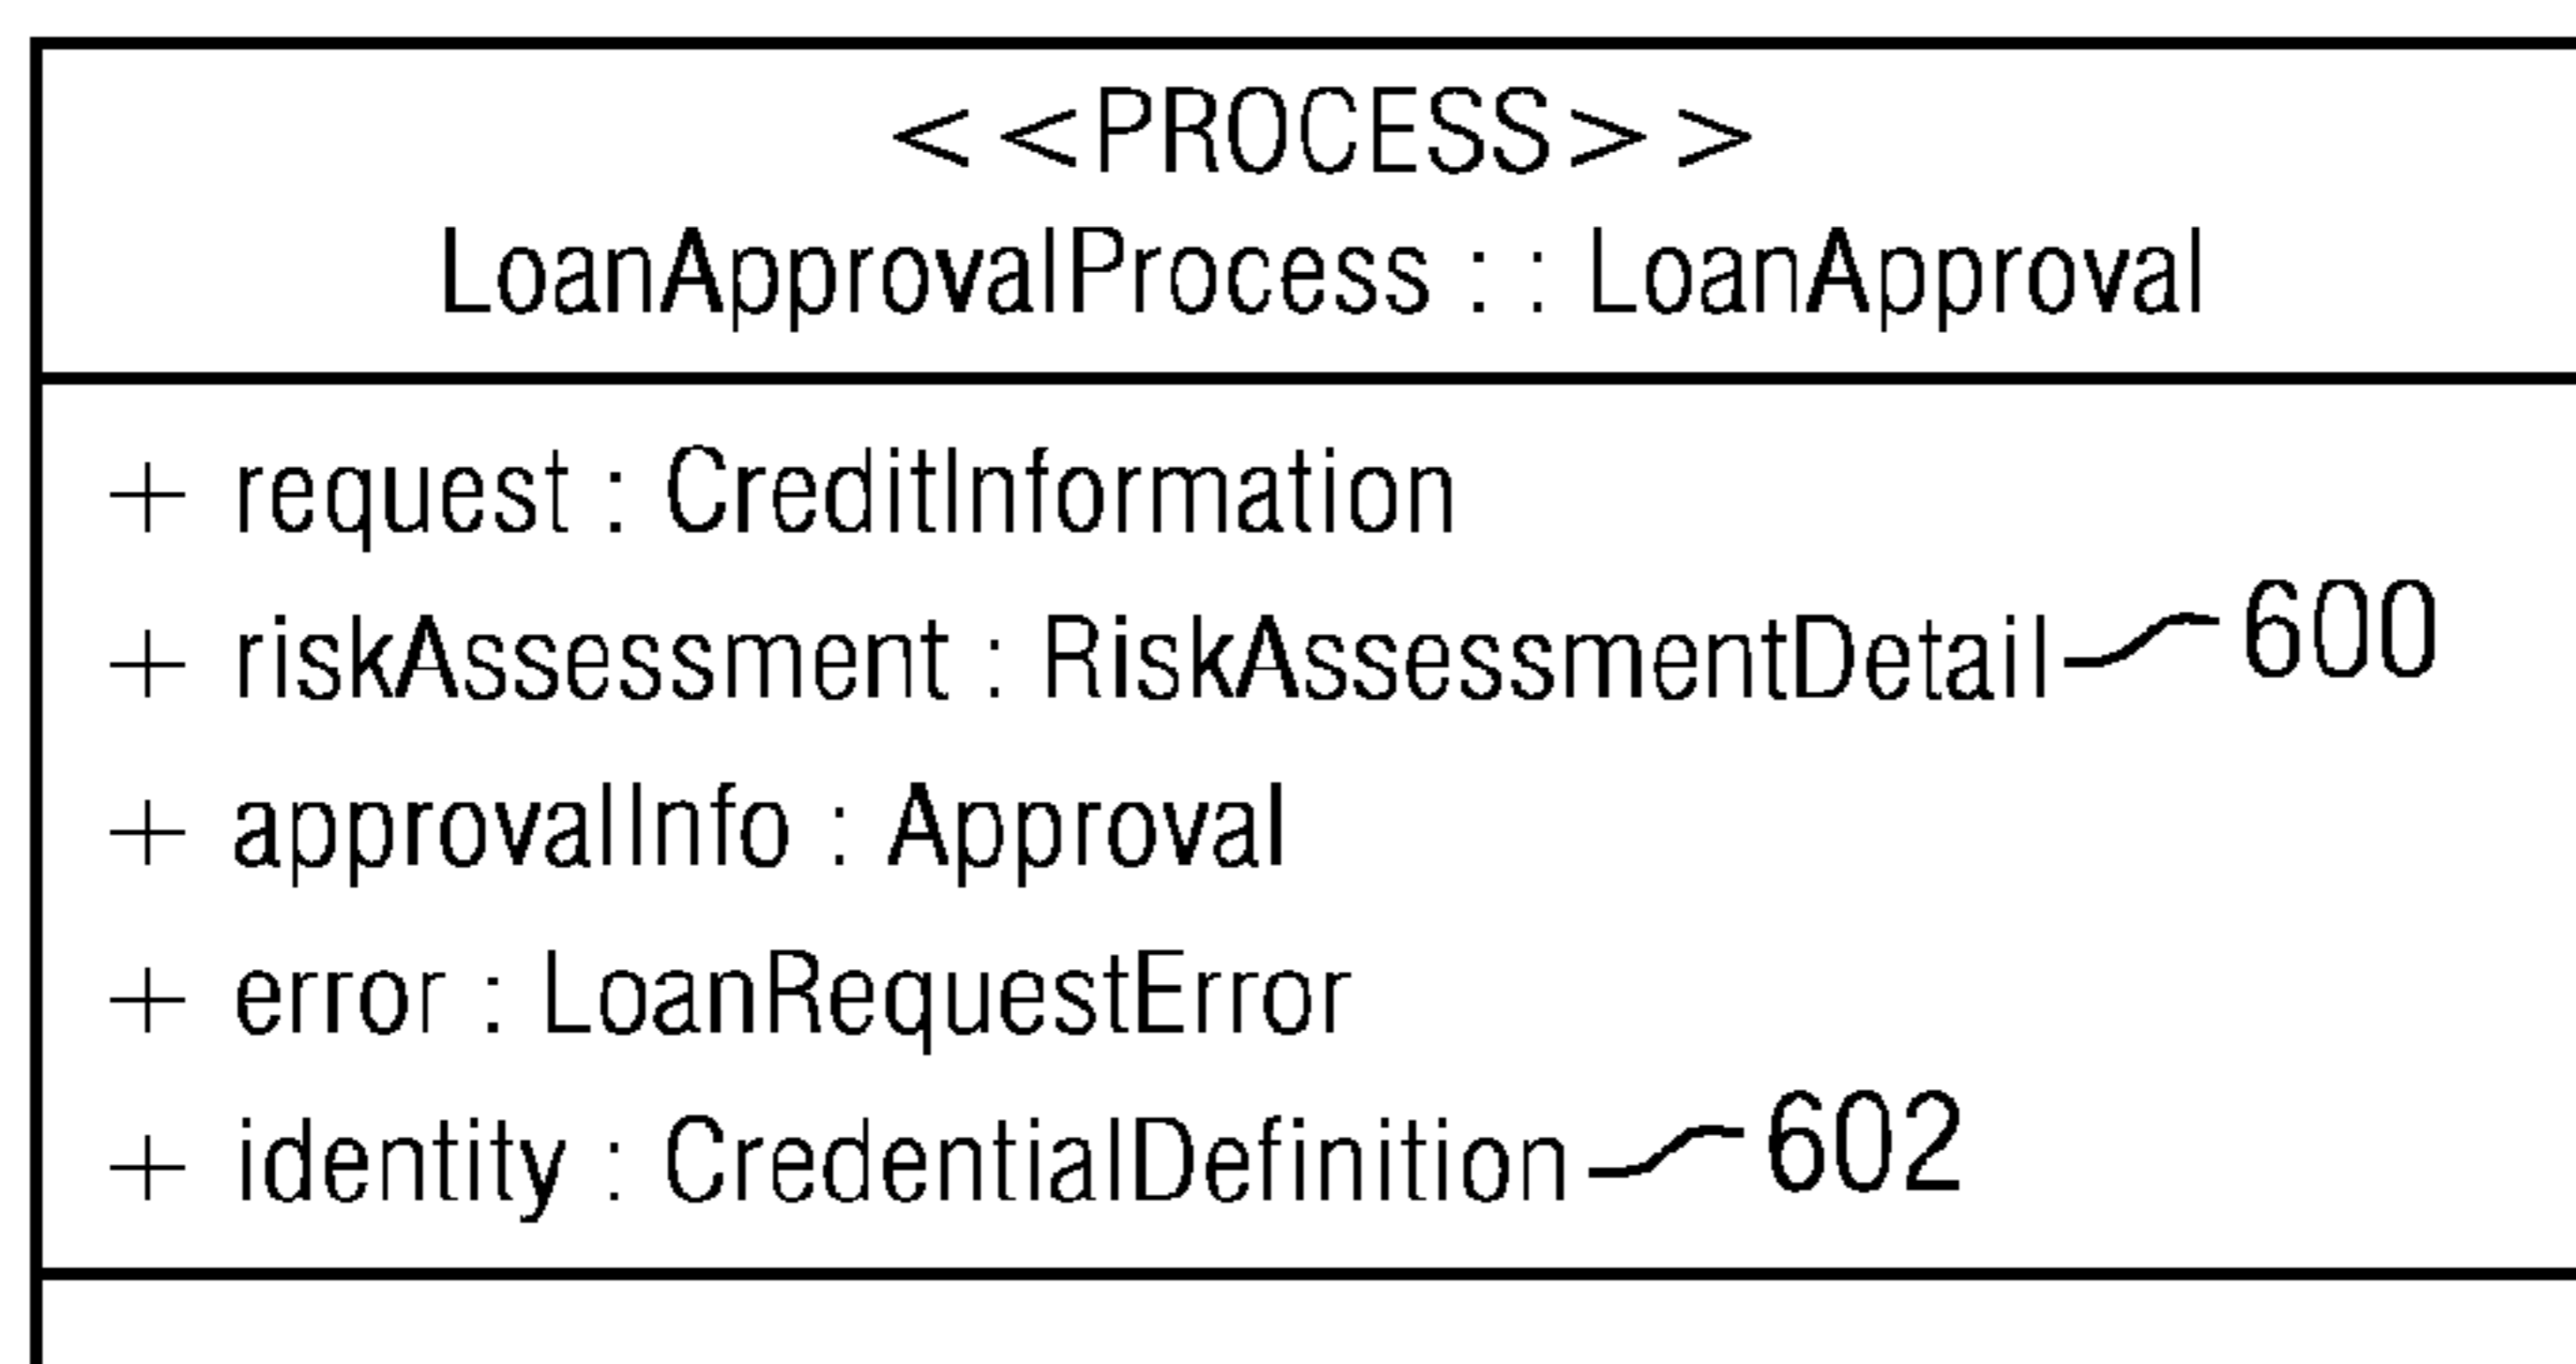 <<PROCESS>>
LoanApprovalProcess : : LoanApproval
+ request : CreditInformation
+ riskAssessment : RiskAssessmentDetail 600
+ approvalInfo : Approval
+ error : LoanRequestError
+ identity : CredentialDefinition 602